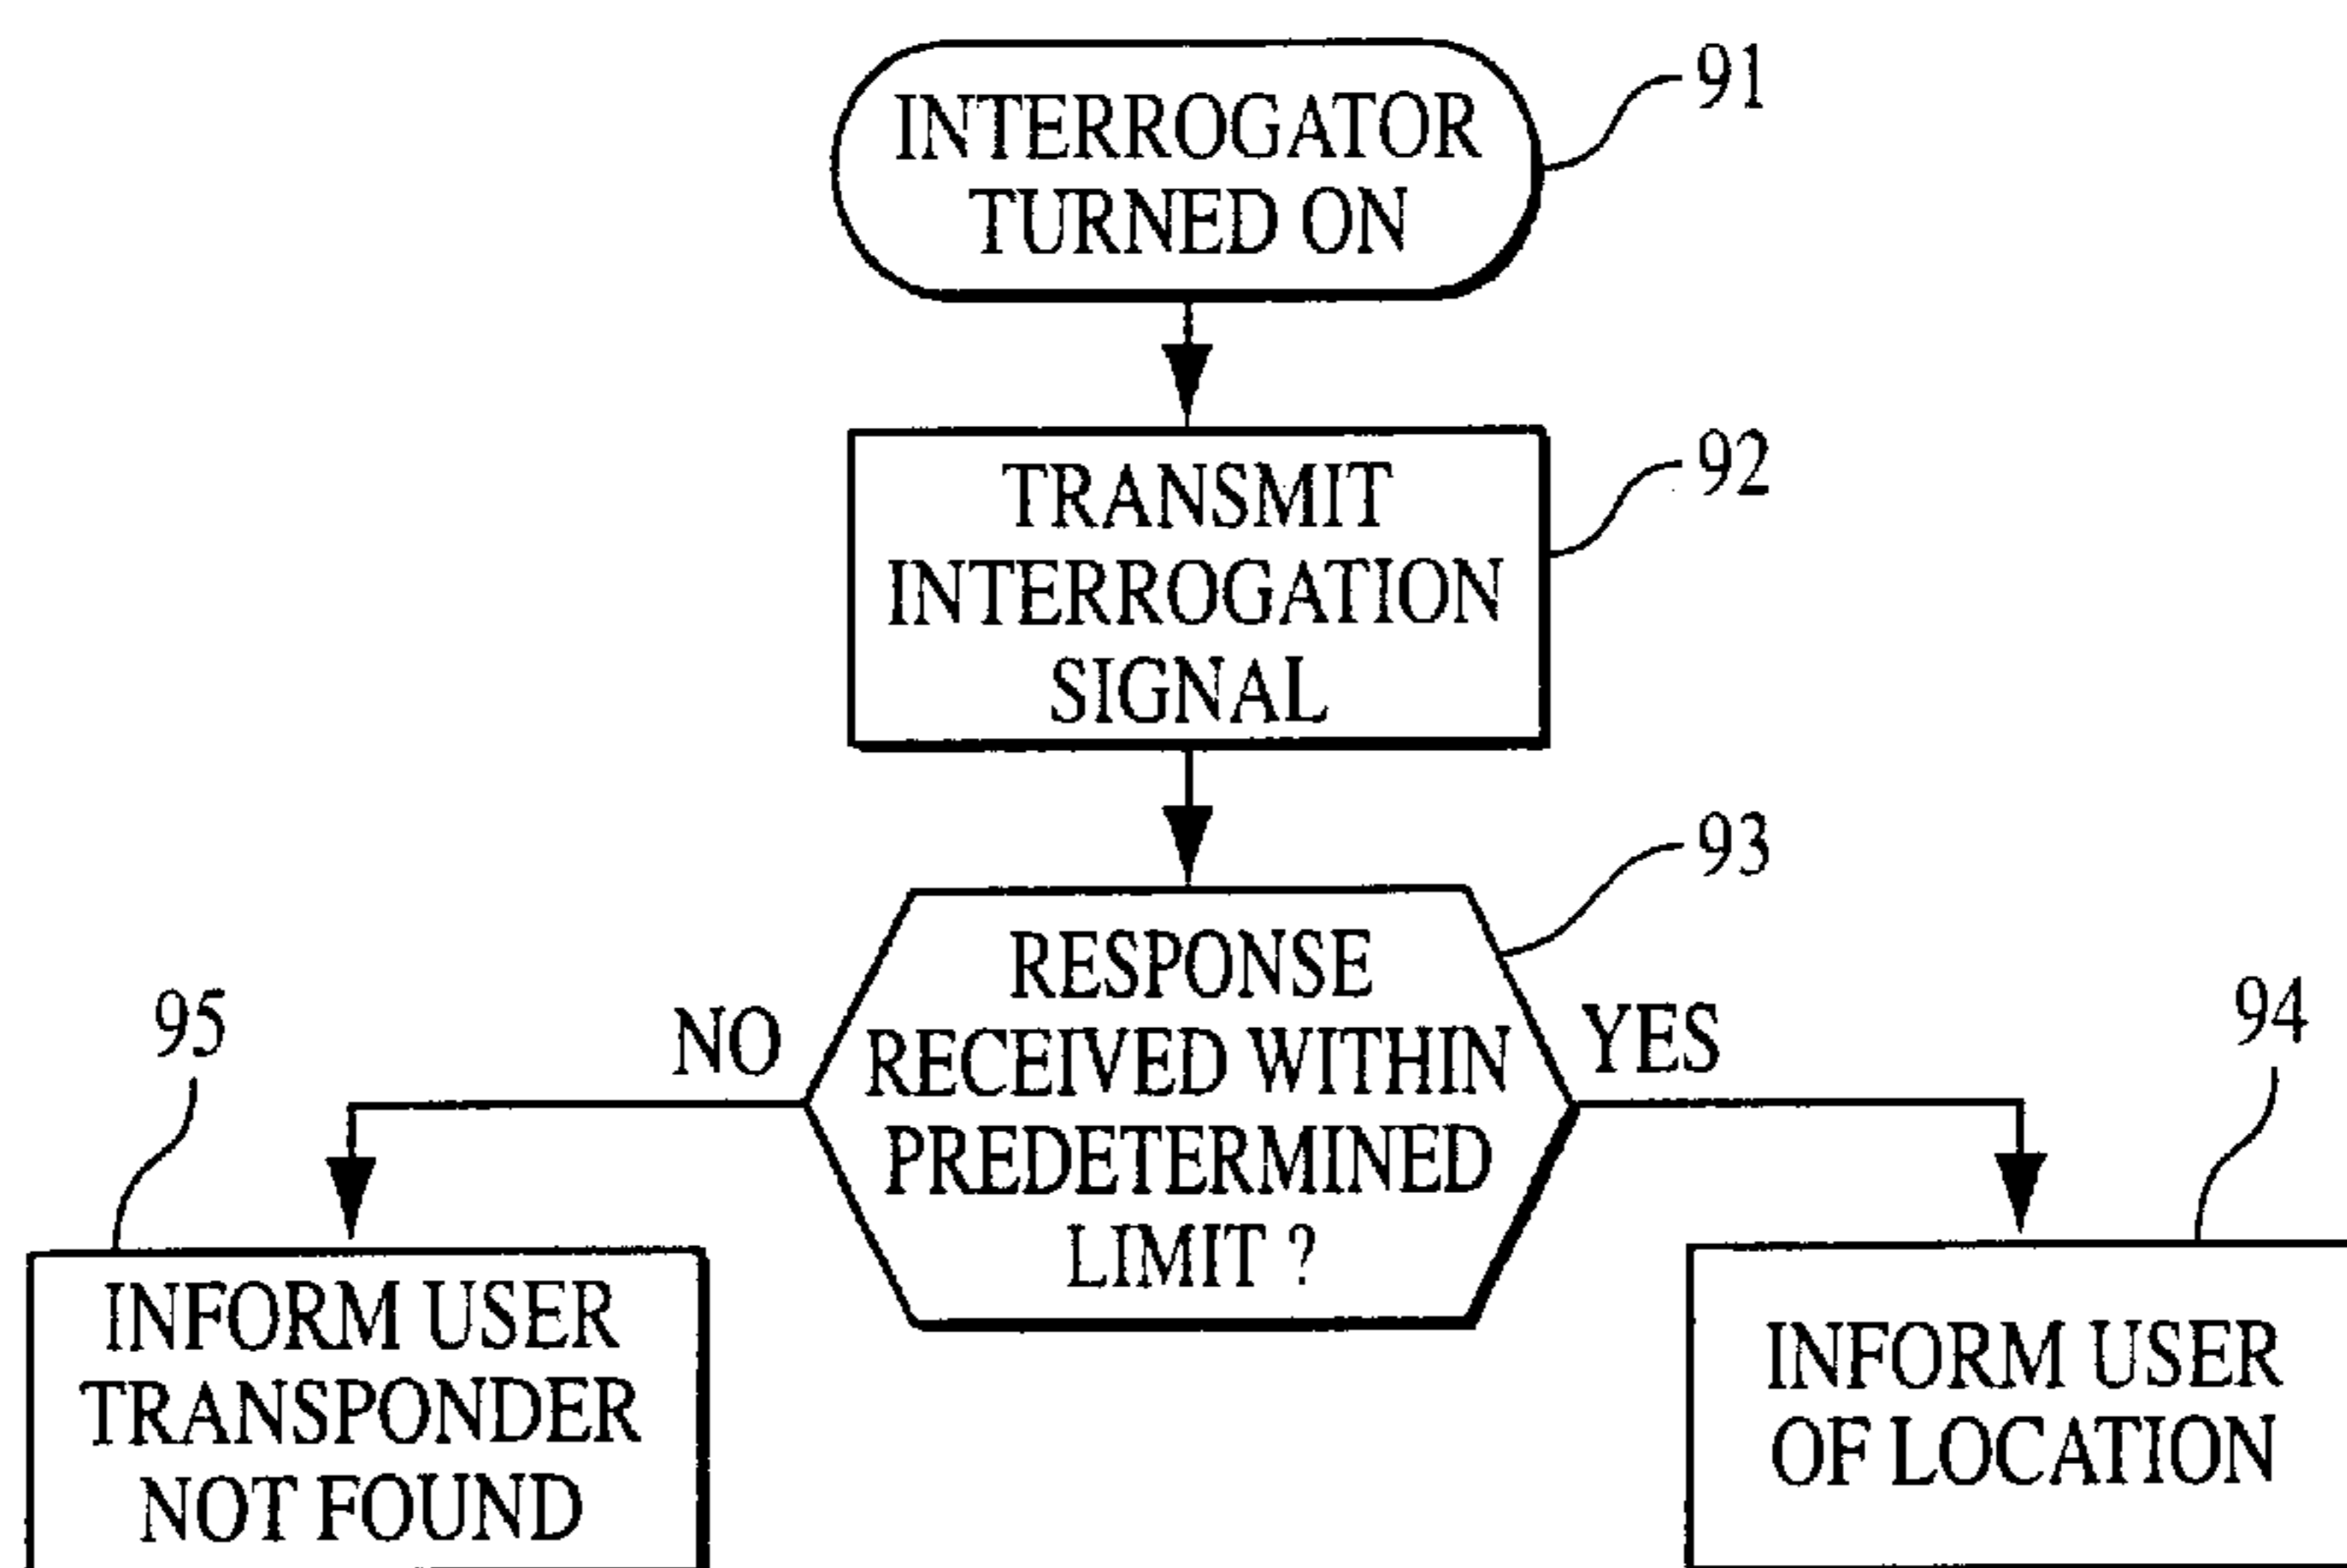 INTERROGATOR
TURNED ON
91
TRANSMIT
INTERROGATION
SIGNAL
92
RESPONSE
RECEIVED WITHIN
PREDETERMINED
LIMIT ?
93
NO
YES
95
94
INFORM USER
TRANSPONDER
NOT FOUND
INFORM USER
OF LOCATION